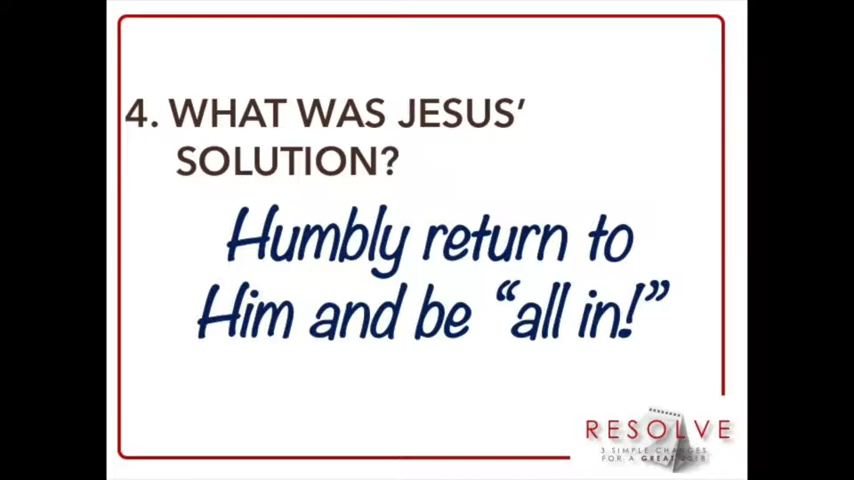 4. WHAT WAS JESUS’
SOLUTION?
Humbly return to
Him and be “all in!”
RESOLVE
3 SIMPLE CHANGES
FOR A GREAT 2018